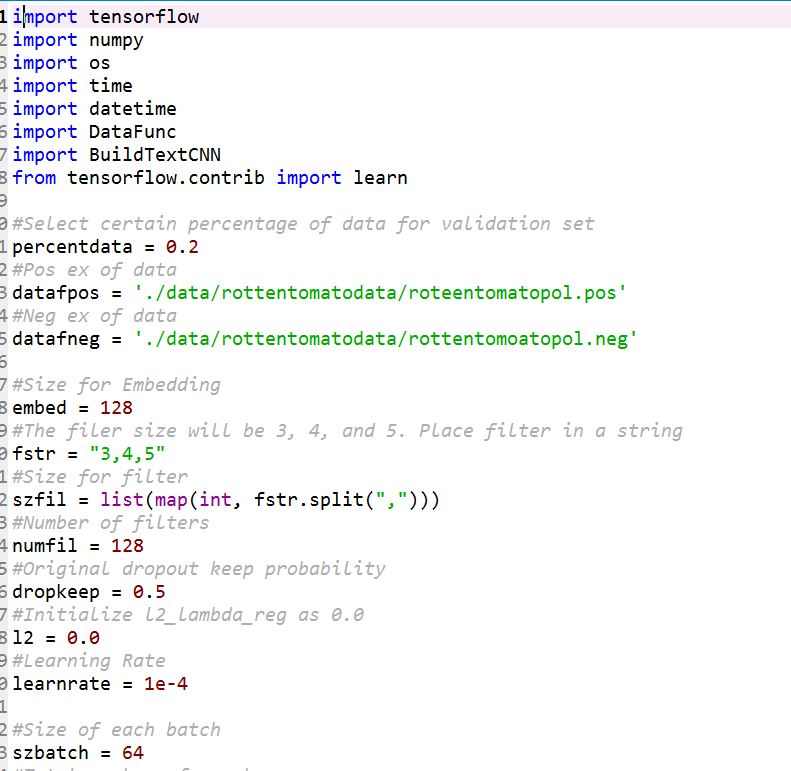 1 import tensorflow
2 import numpy
3 import os
4 import time
5 import datetime
6 import DataFunc
7 import BuildTextCNN
8 from tensorflow.contrib import learn
9
0 #Select certain percentage of data for validation set
1 percentdata = 0.2
2 #Pos ex of data
3 datafpos = './data/rottentomatodata/roteentomatopol.pos'
4 #Neg ex of data
5 datafneg = './data/rottentomatodata/rottentomoatopol.neg'
6
7 #Size for Embedding
8 embed = 128
9 #The filer size will be 3, 4, and 5. Place filter in a string
0 fstr = "3,4,5"
1 #Size for filter
2 szfil = list(map(int, fstr.split(",")))
3 #Number of filters
4 numfil = 128
5 #Original dropout keep probability
6 dropkeep = 0.5
7 #Initialize l2_lambda_reg as 0.0
8 l2 = 0.0
9 #Learning Rate
0 learnrate = 1e-4
1
2 #Size of each batch
3 szbatch = 64